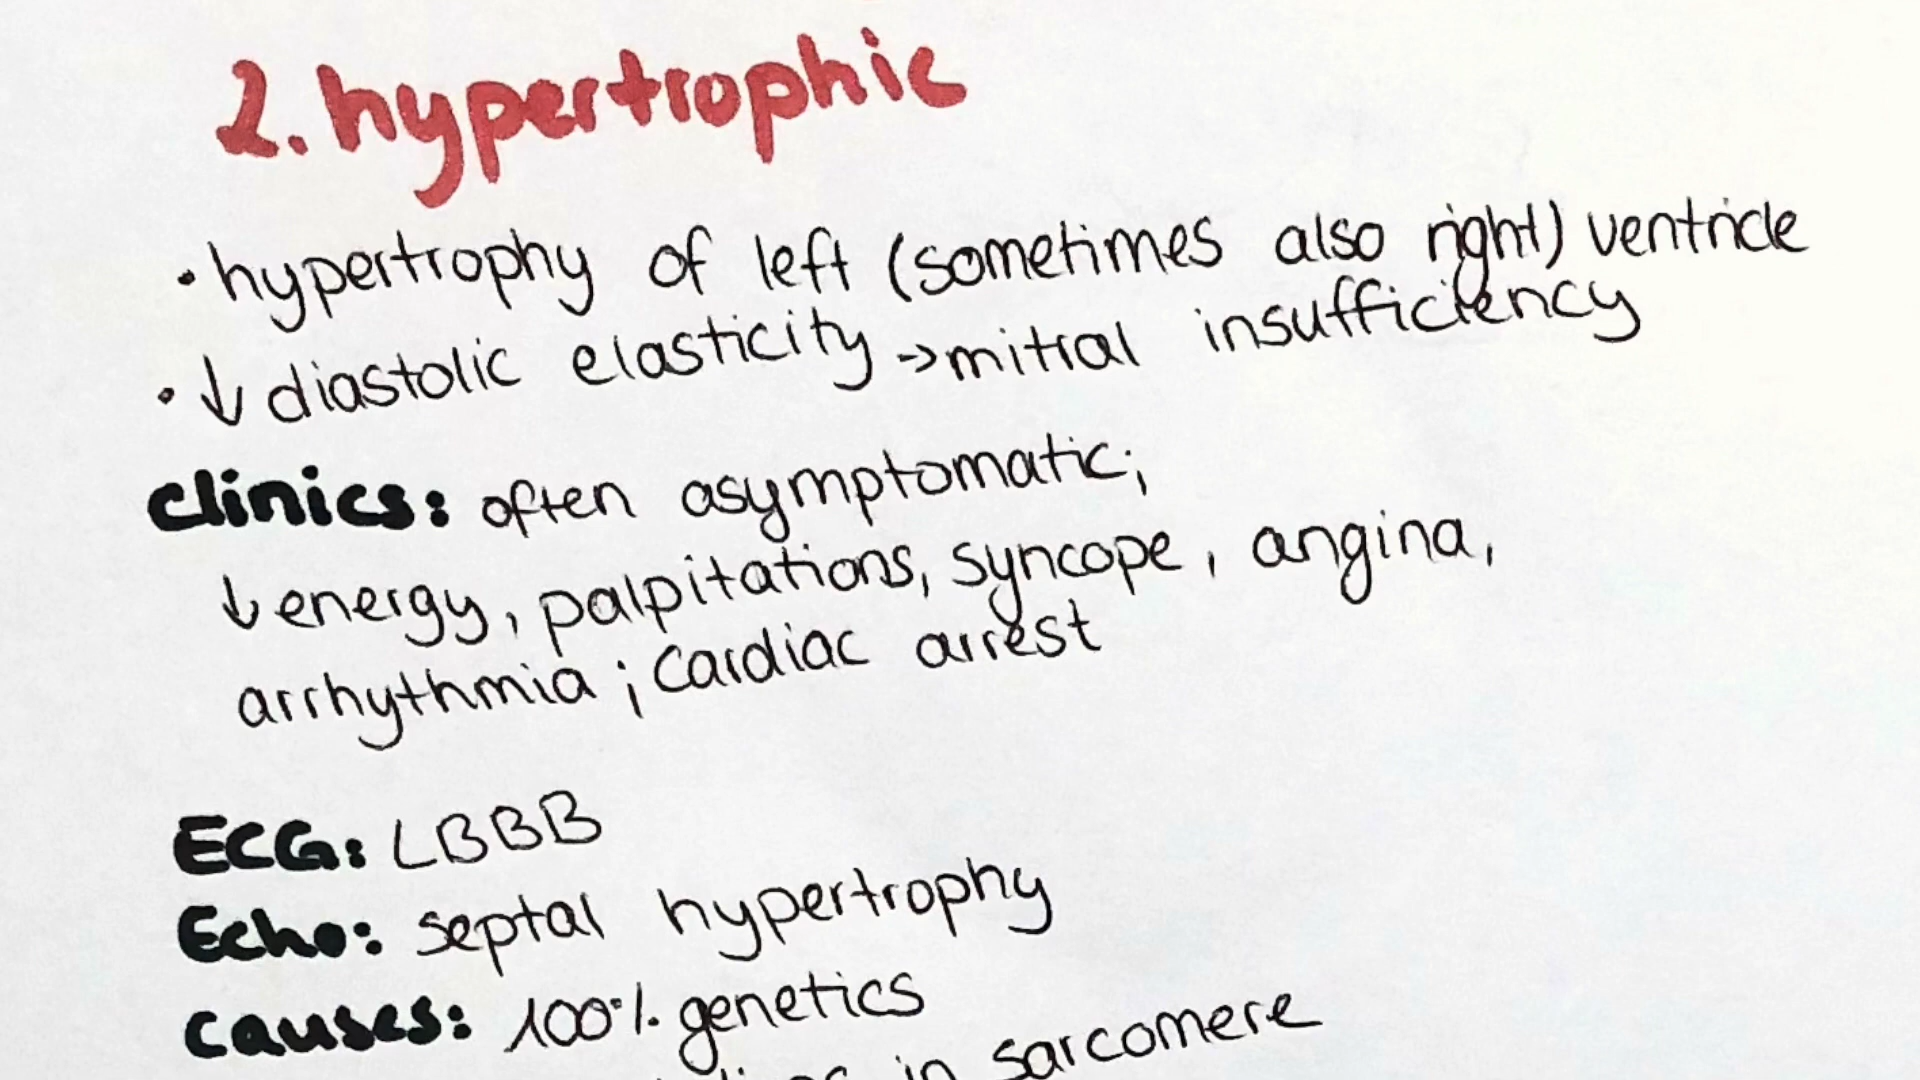 2. hypertrophic
• hypertrophy of left (sometimes also right) ventricle
• ↓ diastolic elasticity → mitral insufficiency
clinics: often asymptomatic;
↓ energy, palpitations, syncope, angina,
arrhythmia; cardiac arrest
ECG: LBBB
Echo: septal hypertrophy
causes: 100% genetics
in sarcomere